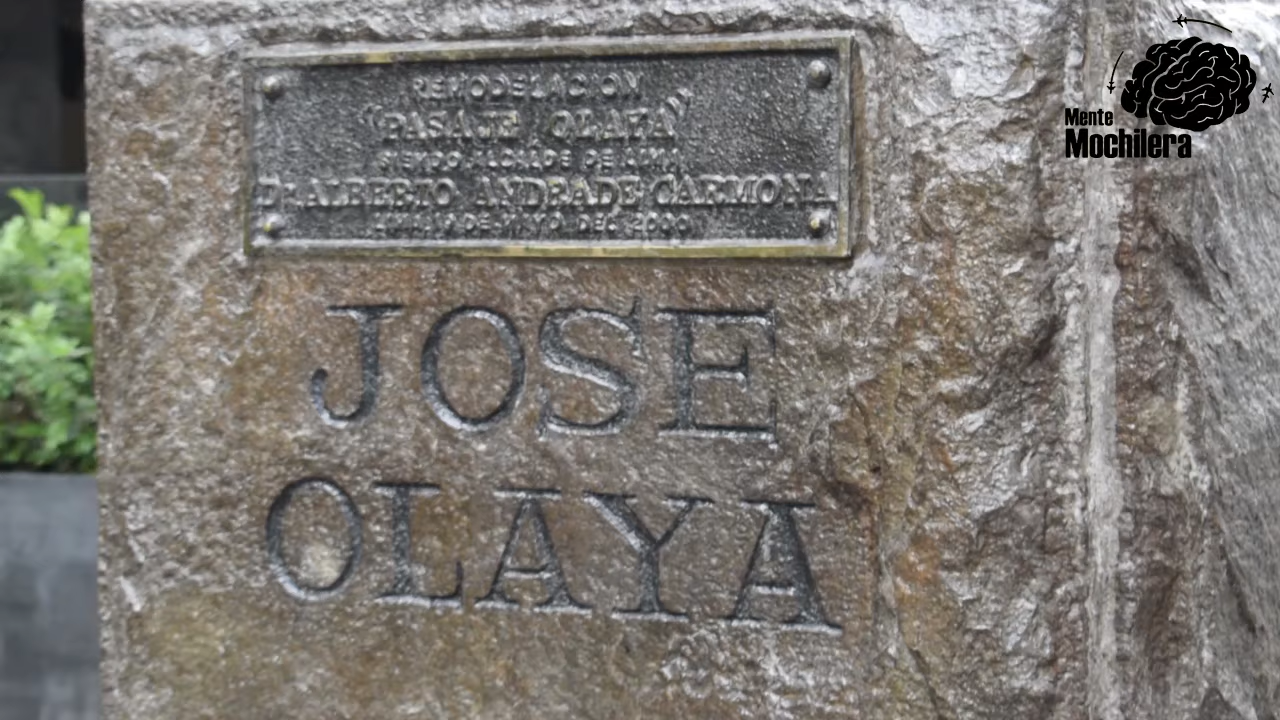 REMODELACION
"PASAJE OLAYA"
SIENDO ALCALDE DE LIMA
Dr. ALBERTO ANDRADE CARMONA
LIMA, DE MAYO DEL 2000
JOSE
OLAYA
Mente
Mochilera